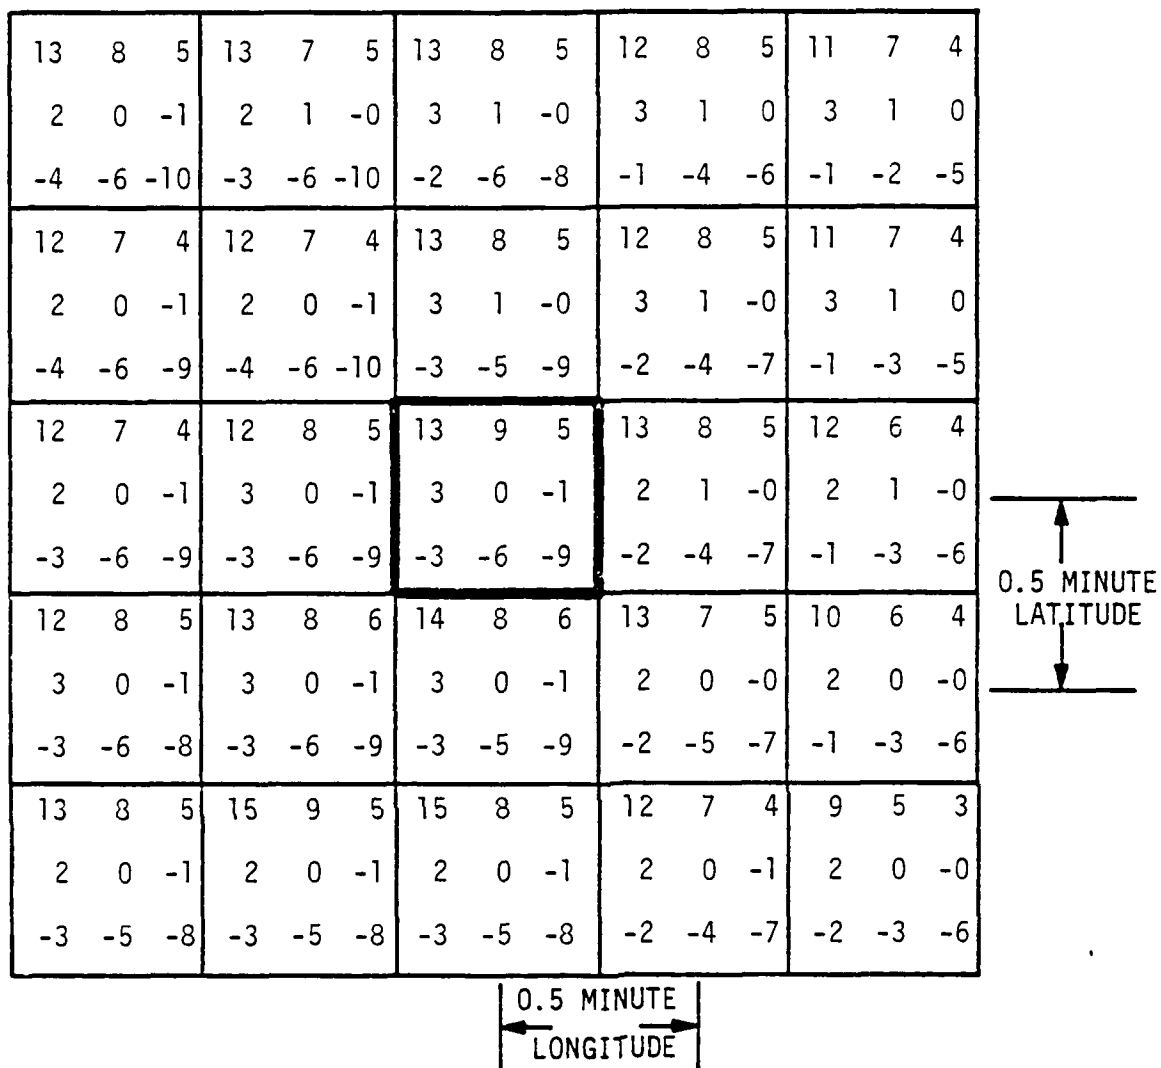 13 8 5 13 7 5 13 8 5 12 8 5 11 7 4
2 0 -1 2 1 -0 3 1 -0 3 1 0 3 1 0
-4 -6 -10 -3 -6 -10 -2 -6 -8 -1 -4 -6 -1 -2 -5
12 7 4 12 7 4 13 8 5 12 8 5 11 7 4
2 0 -1 2 0 -1 3 1 -0 3 1 -0 3 1 0
-4 -6 -9 -4 -6 -10 -3 -5 -9 -2 -4 -7 -1 -3 -5
12 7 4 12 8 5 13 9 5 13 8 5 12 6 4
2 0 -1 3 0 -1 3 0 -1 2 1 -0 2 1 -0
-3 -6 -9 -3 -6 -9 -3 -6 -9 -2 -4 -7 -1 -3 -6
0.5 MINUTE
LATITUDE
12 8 5 13 8 6 14 8 6 13 7 5 10 6 4
3 0 -1 3 0 -1 3 0 -1 2 0 -0 2 0 -0
-3 -6 -8 -3 -6 -9 -3 -5 -9 -2 -5 -7 -1 -3 -6
13 8 5 15 9 5 15 8 5 12 7 4 9 5 3
2 0 -1 2 0 -1 2 0 -1 2 0 -1 2 0 -0
-3 -5 -8 -3 -5 -8 -3 -5 -8 -2 -4 -7 -2 -3 -6
0.5 MINUTE
LONGITUDE